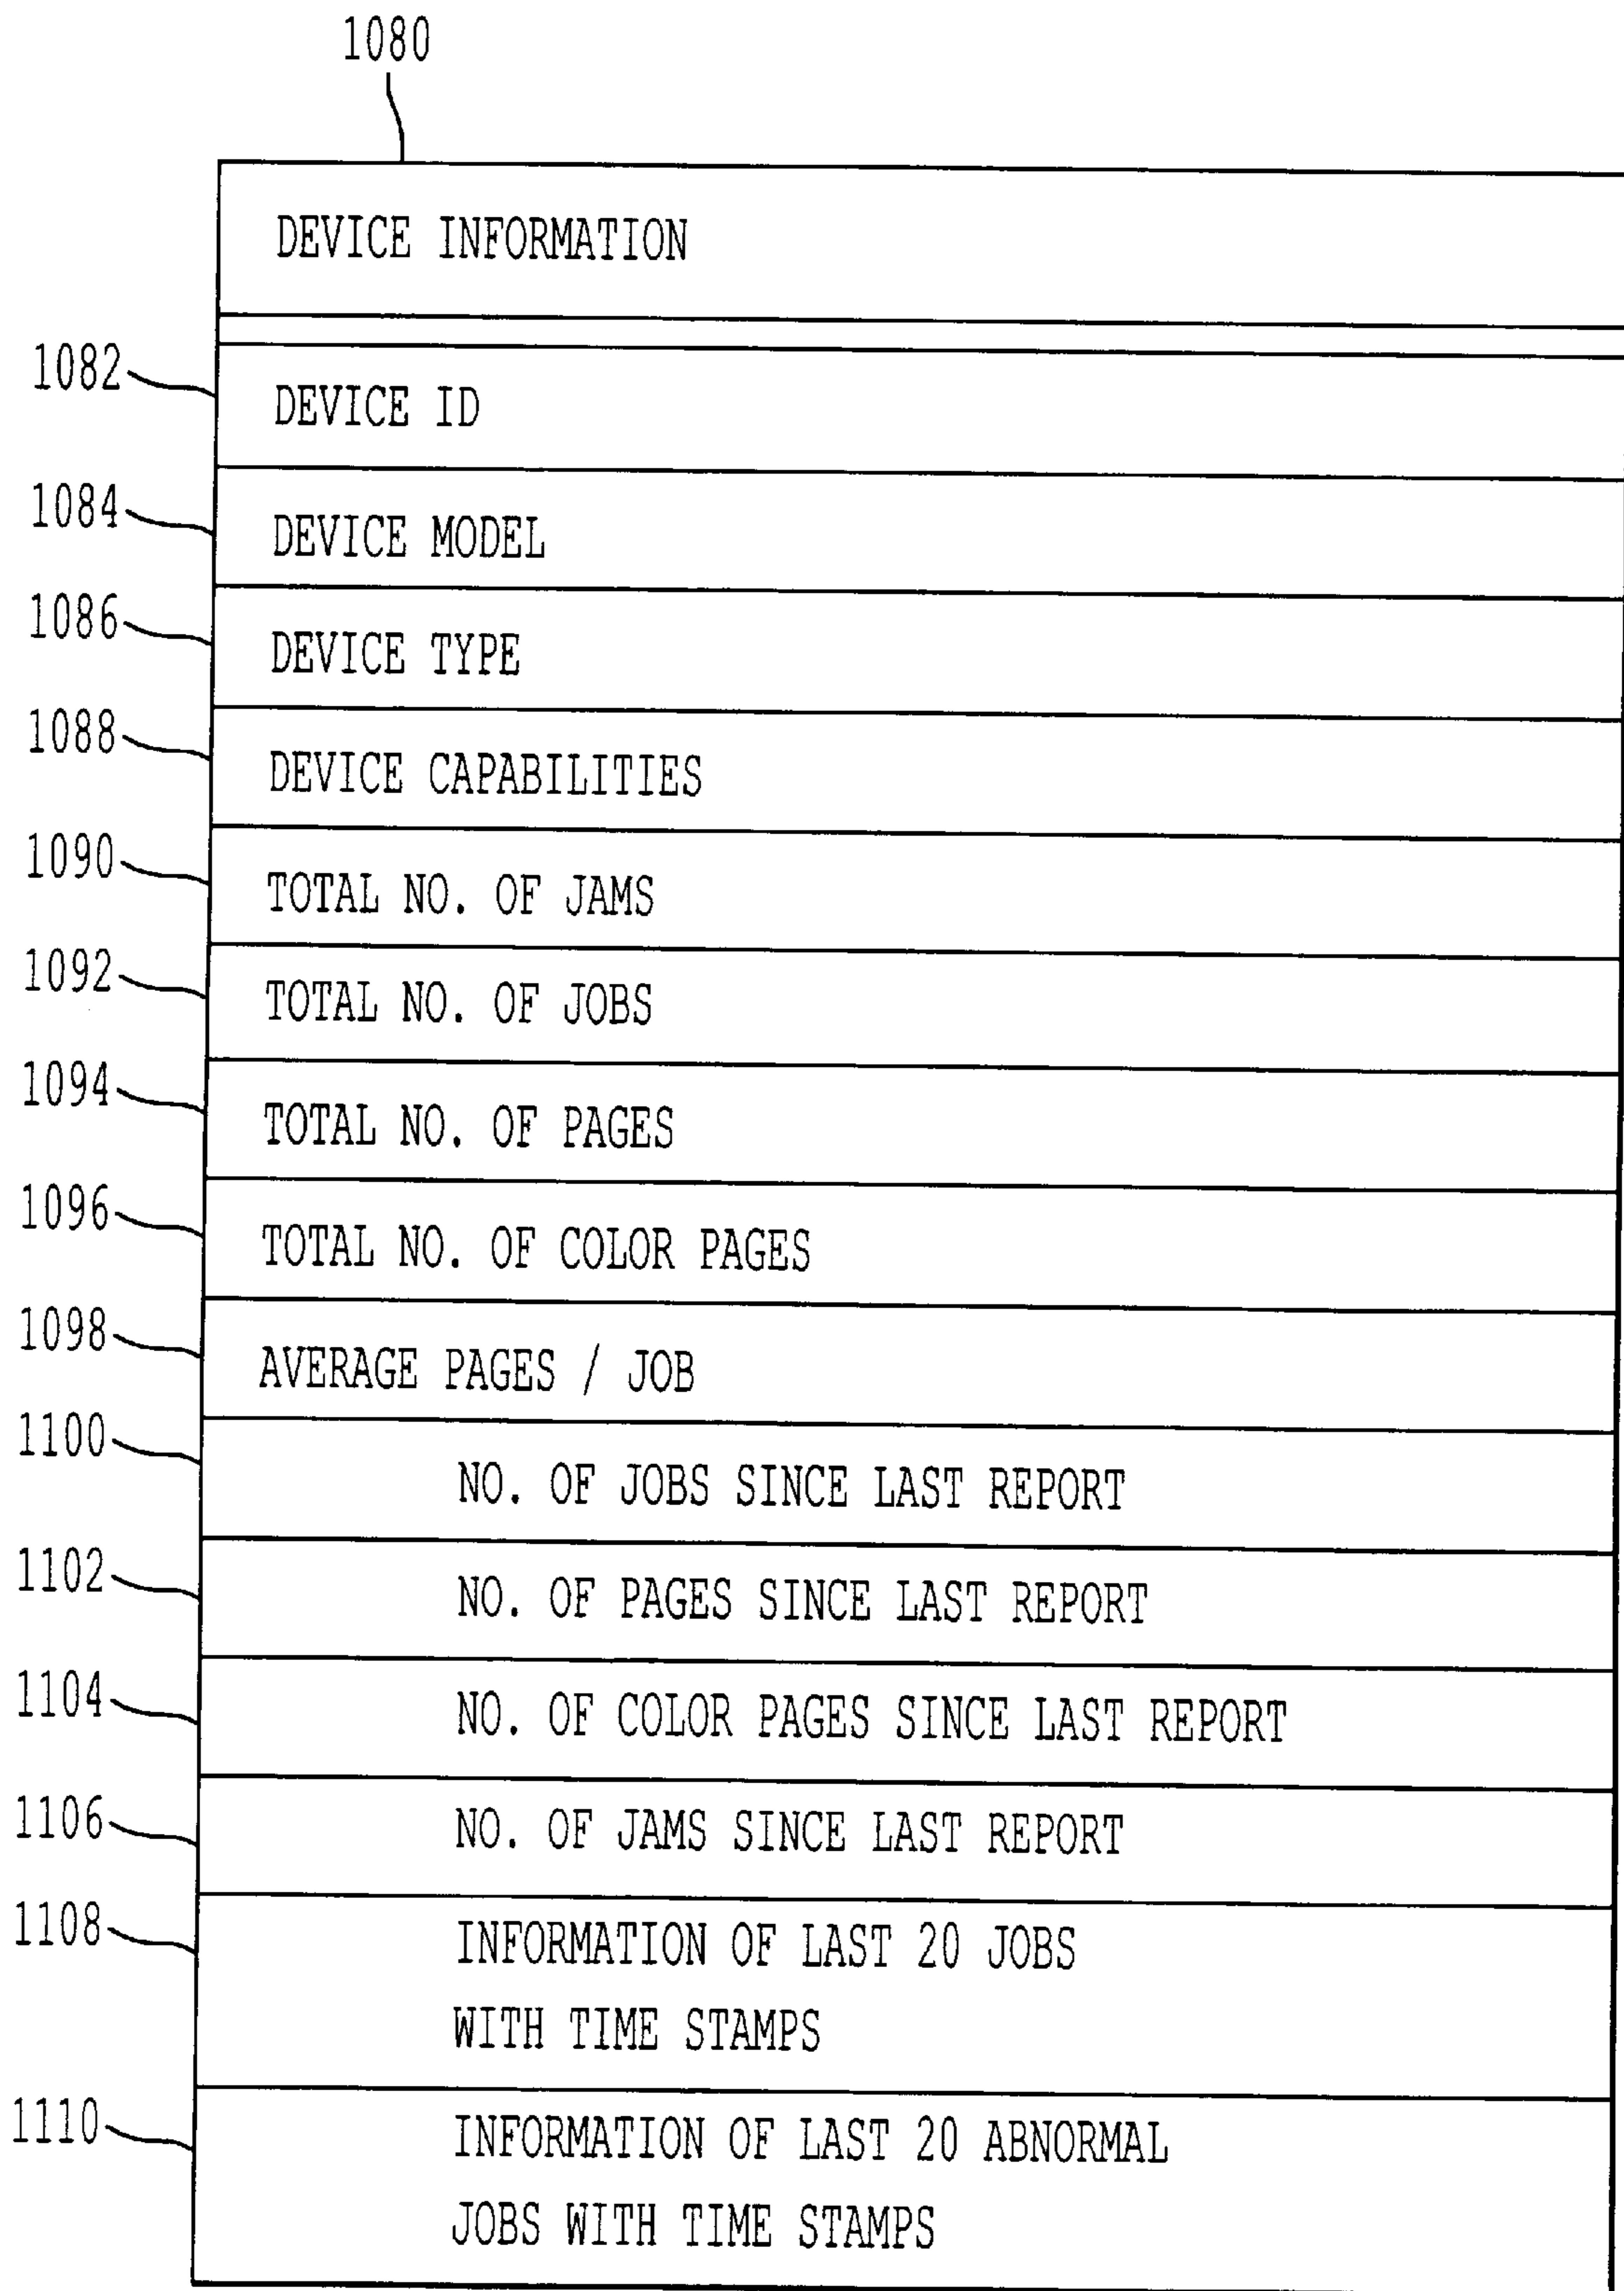 1080
DEVICE INFORMATION
1082
DEVICE ID
1084
DEVICE MODEL
1086
DEVICE TYPE
1088
DEVICE CAPABILITIES
1090
TOTAL NO. OF JAMS
1092
TOTAL NO. OF JOBS
1094
TOTAL NO. OF PAGES
1096
TOTAL NO. OF COLOR PAGES
1098
AVERAGE PAGES / JOB
1100
NO. OF JOBS SINCE LAST REPORT
1102
NO. OF PAGES SINCE LAST REPORT
1104
NO. OF COLOR PAGES SINCE LAST REPORT
1106
NO. OF JAMS SINCE LAST REPORT
1108
INFORMATION OF LAST 20 JOBS
WITH TIME STAMPS
1110
INFORMATION OF LAST 20 ABNORMAL
JOBS WITH TIME STAMPS